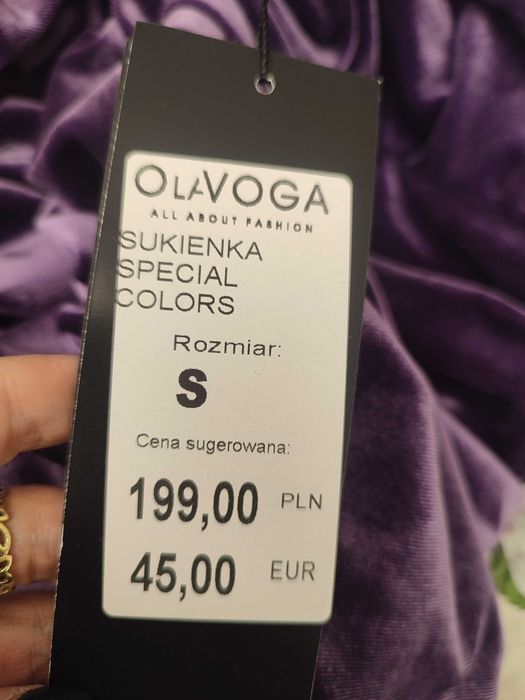 OLAVOGA
ALL ABOUT FASHION
SUKIENKA
SPECIAL
COLORS
Rozmiar:
S
Cena sugerowana:
199,00 PLN
45,00 EUR